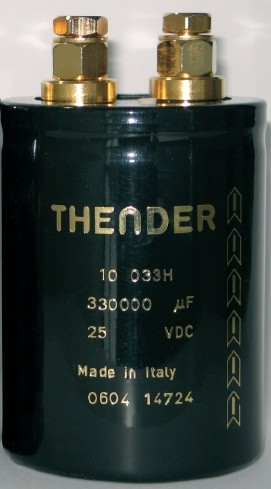 THENDER
10 033H
330000 µF
25 VDC
Made in Italy
0604 14724